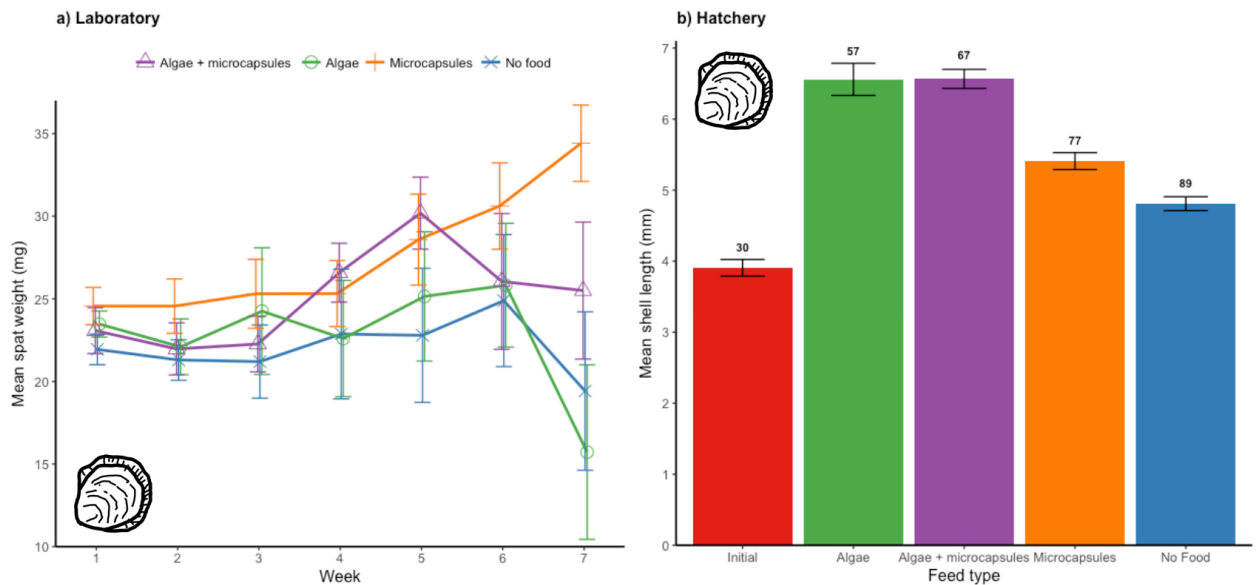 a) Laboratory
Algae + microcapsules Algae Microcapsules No food
Mean spat weight (mg)
35
30
25
20
15
10
1 2 3 4 5 6 7
Week
b) Hatchery
Mean shell length (mm)
7
6
5
4
3
2
1
0
30 57 67 77 89
Initial Algae Algae + microcapsules Microcapsules No Food
Feed type